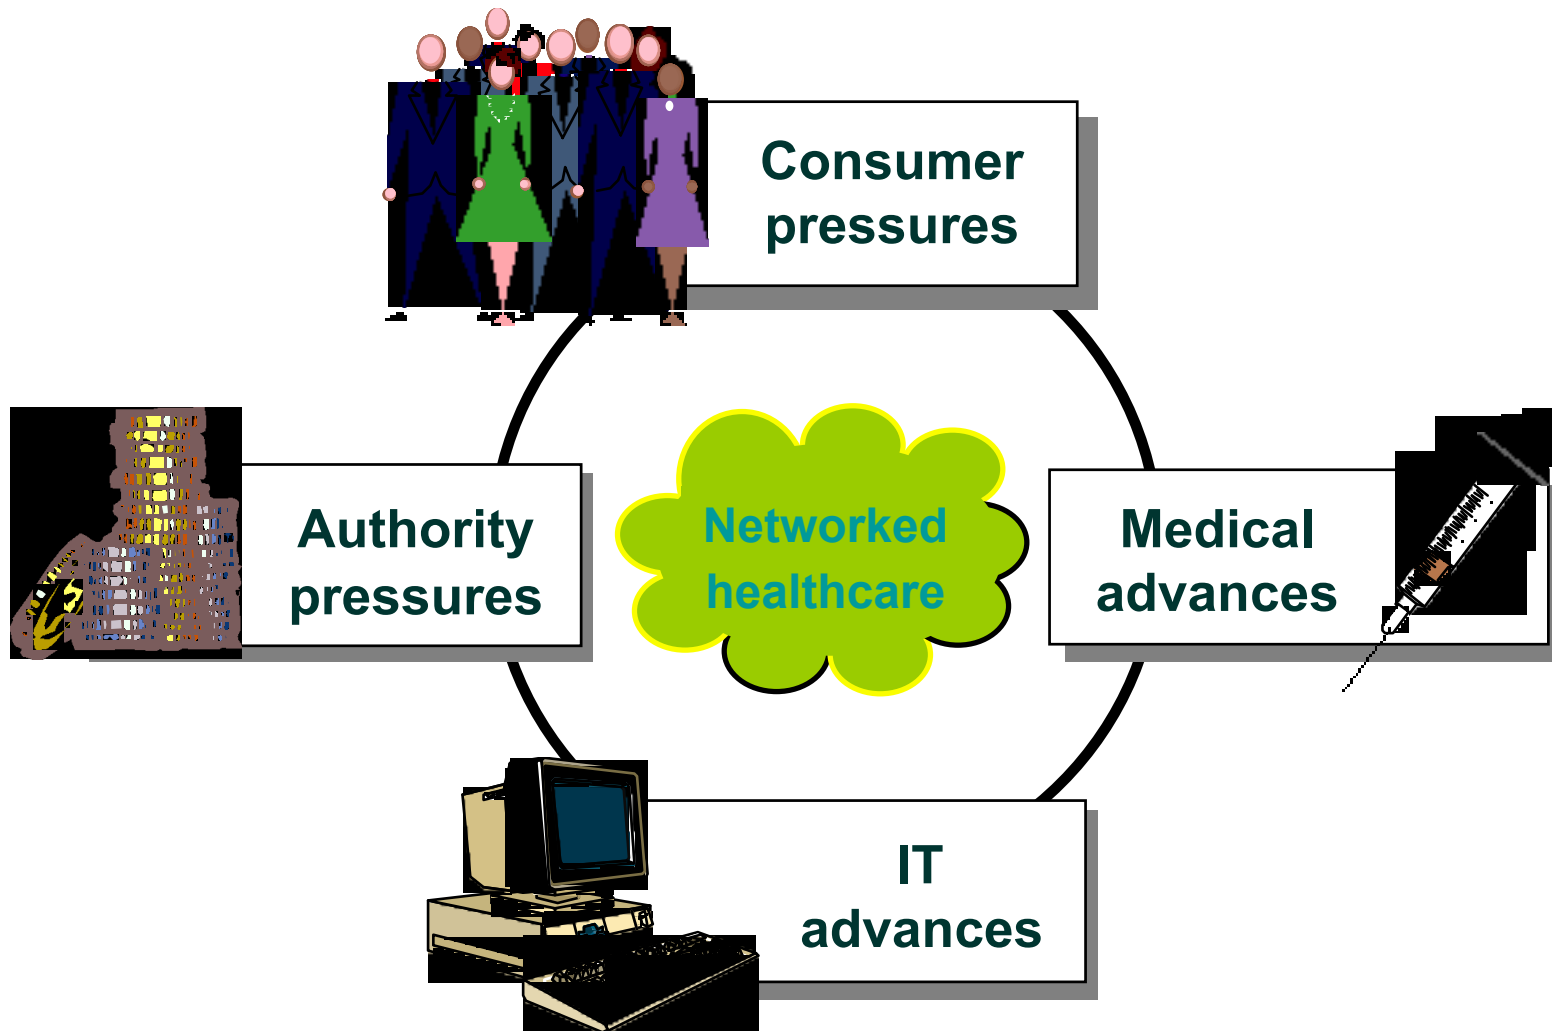 Consumer
pressures
Authority
pressures
Networked
healthcare
Medical
advances
IT
advances